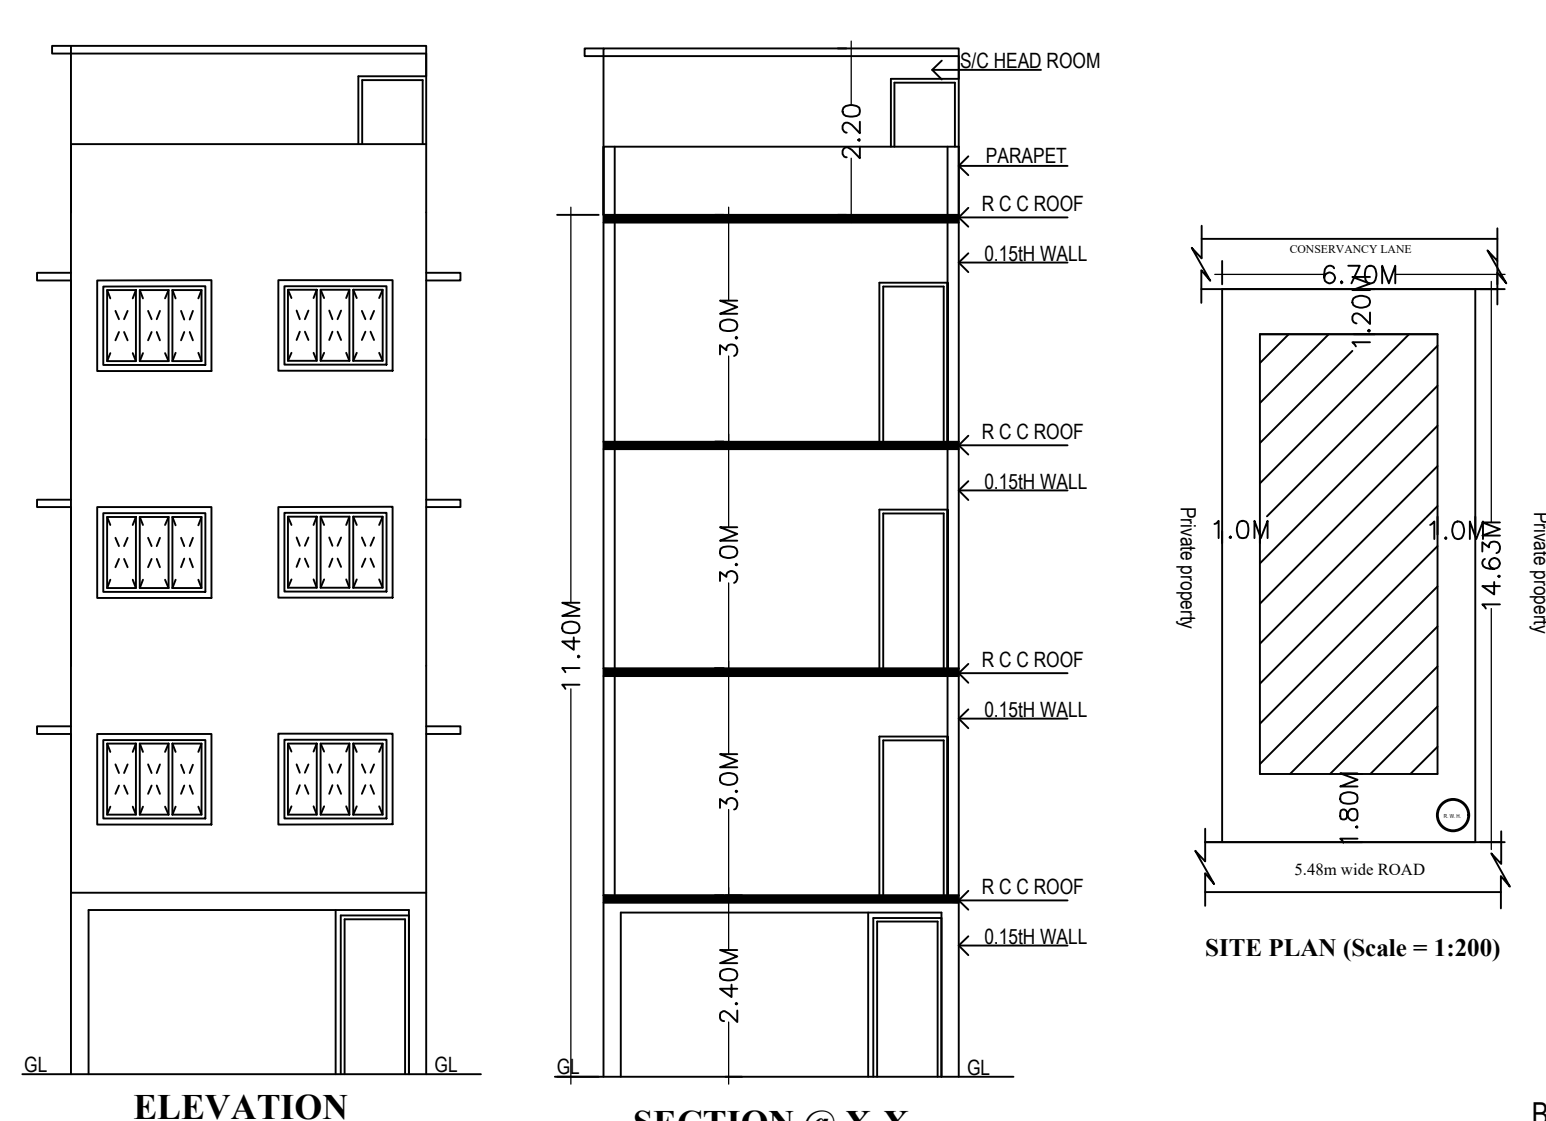 GL
GL
ELEVATION
S/C HEAD ROOM
2.20
PARAPET
R C C ROOF
0.15tH WALL
3.0M
R C C ROOF
0.15tH WALL
3.0M
11.40M
R C C ROOF
0.15tH WALL
3.0M
R C C ROOF
0.15tH WALL
2.40M
GL
GL
SECTION @ X-X
CONSERVANCY LANE
6.70M
1.20M
Private property
1.0M
1.0M
14.63M
Private property
1.80M
R.W.H.
5.48m wide ROAD
SITE PLAN (Scale = 1:200)